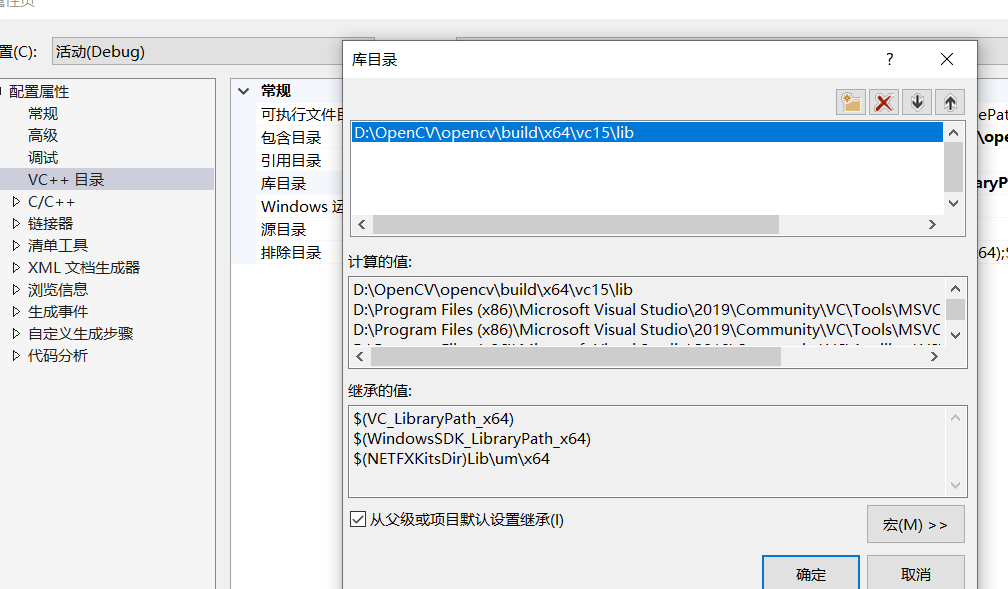 置(C):
活动(Debug)
库目录
?
配置属性
常规
高级
调试
VC++ 目录
C/C++
链接器
清单工具
XML 文档生成器
浏览信息
生成事件
自定义生成步骤
代码分析
常规
可执行文件目
包含目录
引用目录
库目录
Windows 运
源目录
排除目录
D:\OpenCV\opencv\build\x64\vc15\lib
计算的值:
D:\OpenCV\opencv\build\x64\vc15\lib
D:\Program Files (x86)\Microsoft Visual Studio\2019\Community\VC\Tools\MSVC
D:\Program Files (x86)\Microsoft Visual Studio\2019\Community\VC\Tools\MSVC
继承的值:
$(VC_LibraryPath_x64)
$(WindowsSDK_LibraryPath_x64)
$(NETFXKitsDir)Lib\um\x64
从父级或项目默认设置继承(I)
宏(M) >>
确定
取消
ePat
\ope
aryP
64);